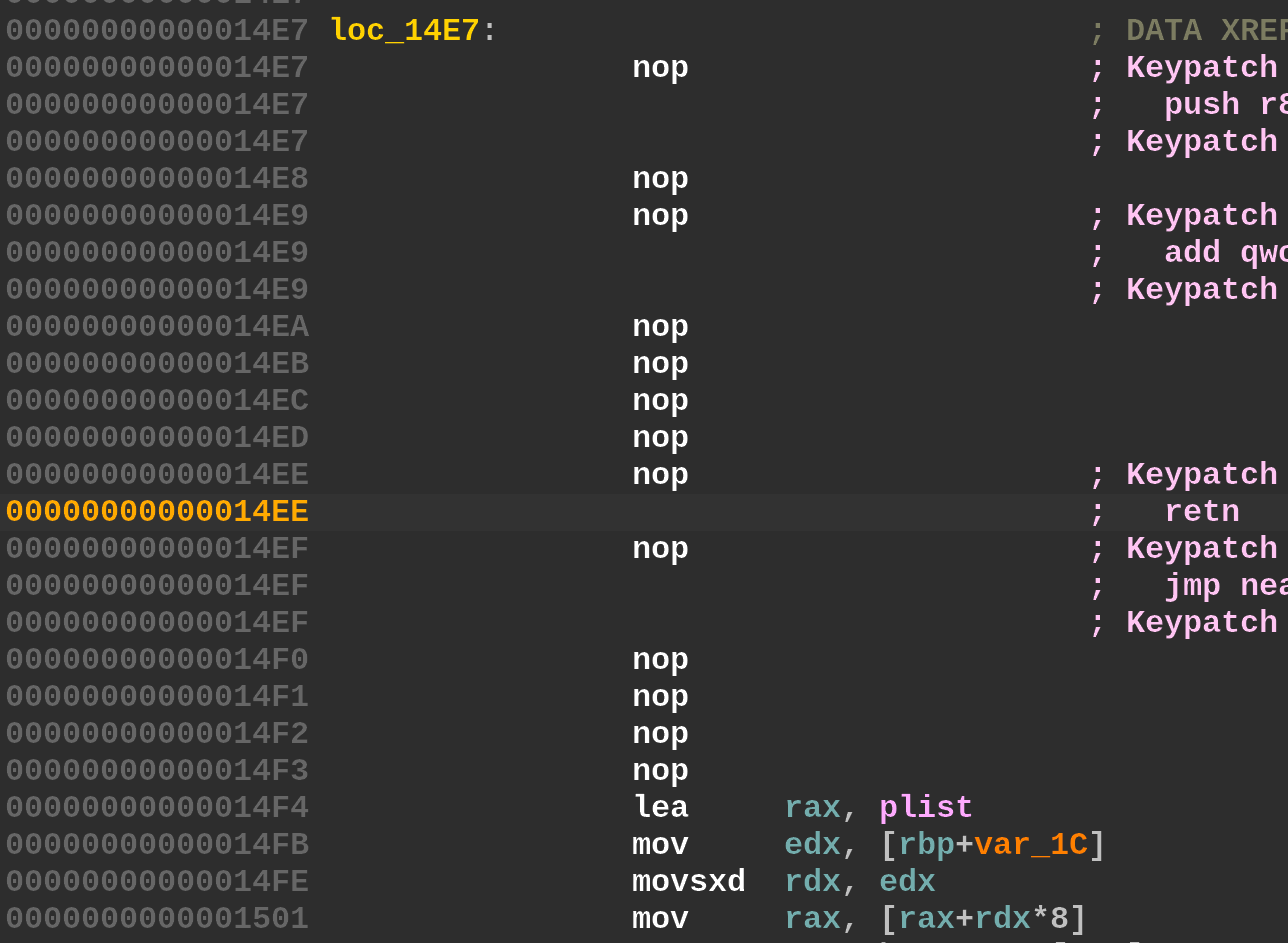 00000000000014E7 loc_14E7: ; DATA XREF
00000000000014E7 nop ; Keypatch
00000000000014E7 ; push r8
00000000000014E7 ; Keypatch
00000000000014E8 nop
00000000000014E9 nop ; Keypatch
00000000000014E9 ; add qwo
00000000000014E9 ; Keypatch
00000000000014EA nop
00000000000014EB nop
00000000000014EC nop
00000000000014ED nop
00000000000014EE nop ; Keypatch
00000000000014EE ; retn
00000000000014EF nop ; Keypatch
00000000000014EF ; jmp nea
00000000000014EF ; Keypatch
00000000000014F0 nop
00000000000014F1 nop
00000000000014F2 nop
00000000000014F3 nop
00000000000014F4 lea rax, plist
00000000000014FB mov edx, [rbp+var_1C]
00000000000014FE movsxd rdx, edx
0000000000001501 mov rax, [rax+rdx*8]